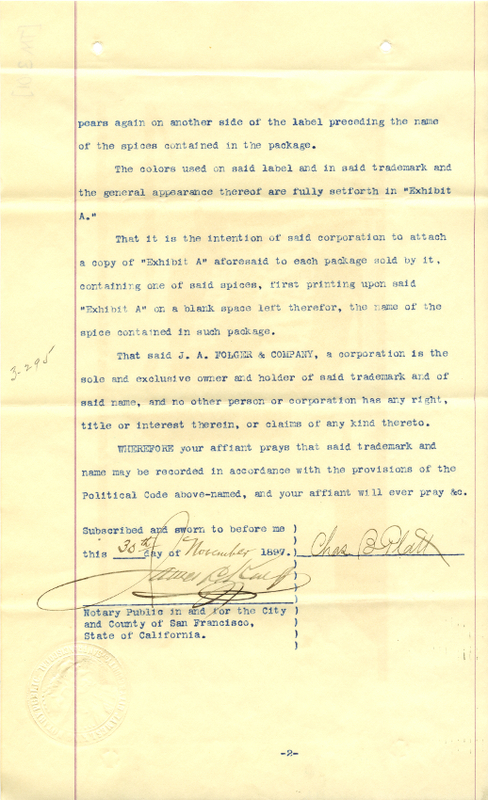 pears again on another side of the label preceding the name
of the spices contained in the package.
The colors used on said label and in said trademark and
the general appearance thereof are fully setforth in "Exhibit
A."
That it is the intention of said corporation to attach
a copy of "Exhibit A" aforesaid to each package sold by it,
containing one of said spices, first printing upon said
"Exhibit A" on a blank space left therefor, the name of the
spice contained in such package.
3-295
That said J. A. FOLGER & COMPANY, a corporation is the
sole and exclusive owner and holder of said trademark and of
said name, and no other person or corporation has any right,
title or interest therein, or claims of any kind thereto.
WHEREFORE your affiant prays that said trademark and
name may be recorded in accordance with the provisions of the
Political Code above-named, and your affiant will ever pray &c.
Subscribed and sworn to before me )
this 30th day of November 1897. ) Chas B Platt
James
Notary Public in and for the City )
and County of San Francisco, )
State of California. )
-2-